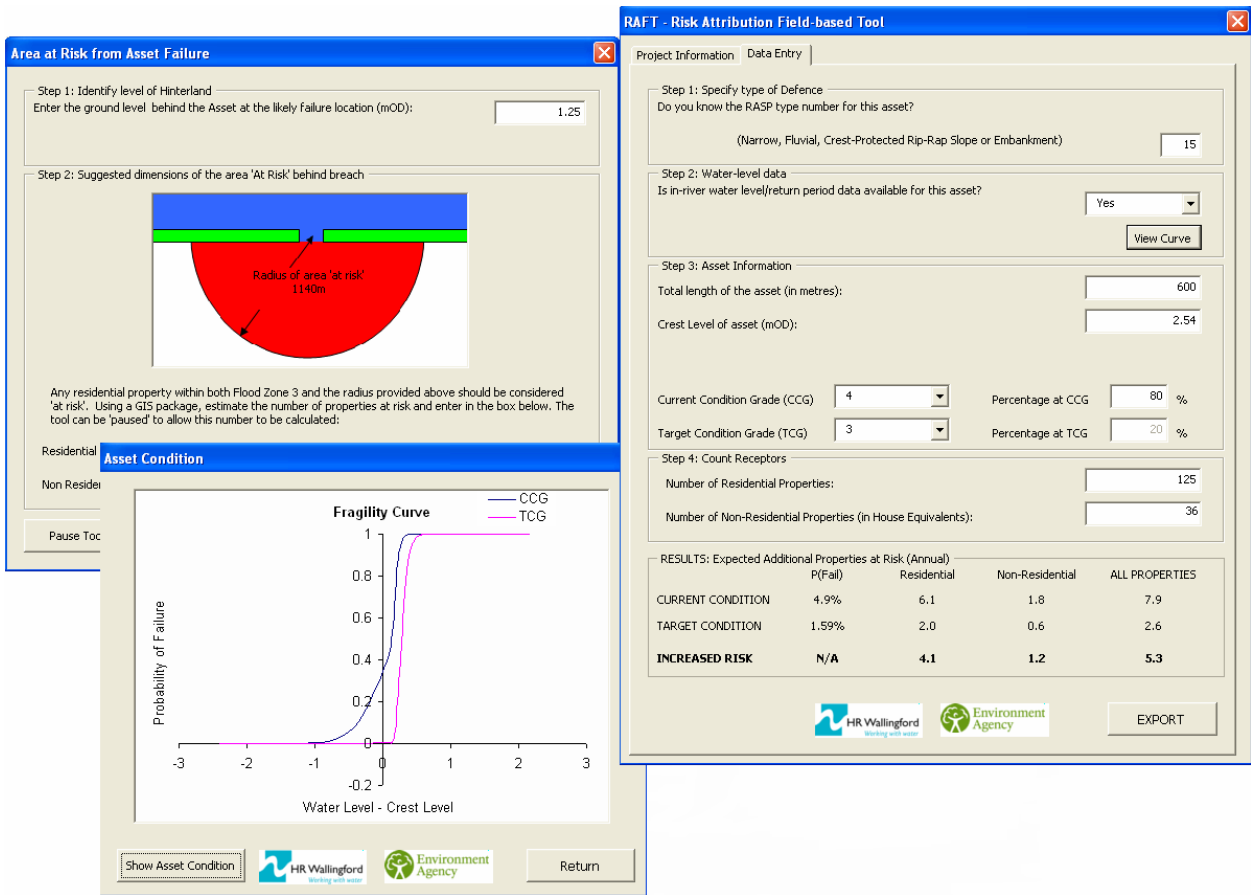 Area at Risk from Asset Failure
Step 1: Identify level of Hinterland
Enter the ground level behind the Asset at the likely failure location (mOD):
1.25
Step 2: Suggested dimensions of the area 'At Risk' behind breach
Radius of area 'at risk'
1140m
Any residential property within both Flood Zone 3 and the radius provided above should be considered
'at risk'. Using a GIS package, estimate the number of properties at risk and enter in the box below. The
tool can be 'paused' to allow this number to be calculated:
Residential
Non Reside
Pause Too
Asset Condition
CCG
TCG
Fragility Curve
Probability of Failure
1
0.8
0.6
0.4
0.2
0
-0.2
-3 -2 -1 0 1 2 3
Water Level - Crest Level
Show Asset Condition
HR Wallingford
Working with water
Environment
Agency
Return
RAFT - Risk Attribution Field-based Tool
Project Information Data Entry
Step 1: Specify type of Defence
Do you know the RASP type number for this asset?
(Narrow, Fluvial, Crest-Protected Rip-Rap Slope or Embankment) 15
Step 2: Water-level data
Is in-river water level/return period data available for this asset?
Yes
View Curve
Step 3: Asset Information
Total length of the asset (in metres): 600
Crest Level of asset (mOD): 2.54
Current Condition Grade (CCG) 4 Percentage at CCG 80 %
Target Condition Grade (TCG) 3 Percentage at TCG 20 %
Step 4: Count Receptors
Number of Residential Properties: 125
Number of Non-Residential Properties (in House Equivalents): 36
RESULTS: Expected Additional Properties at Risk (Annual)
P(Fail) Residential Non-Residential ALL PROPERTIES
CURRENT CONDITION 4.9% 6.1 1.8 7.9
TARGET CONDITION 1.59% 2.0 0.6 2.6
INCREASED RISK N/A 4.1 1.2 5.3
HR Wallingford
Working with water
Environment
Agency
EXPORT